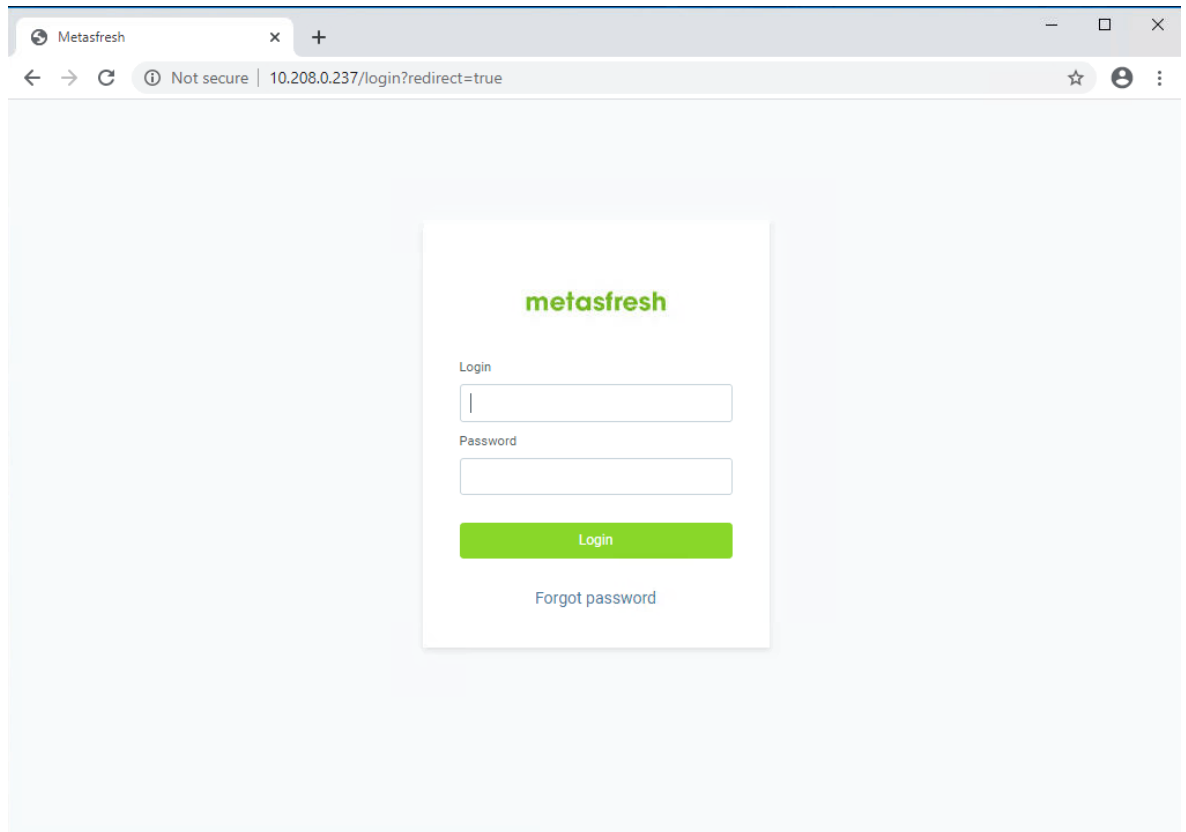 Metasfresh
Not secure | 10.208.0.237/login?redirect=true
metasfresh
Login
Password
Login
Forgot password